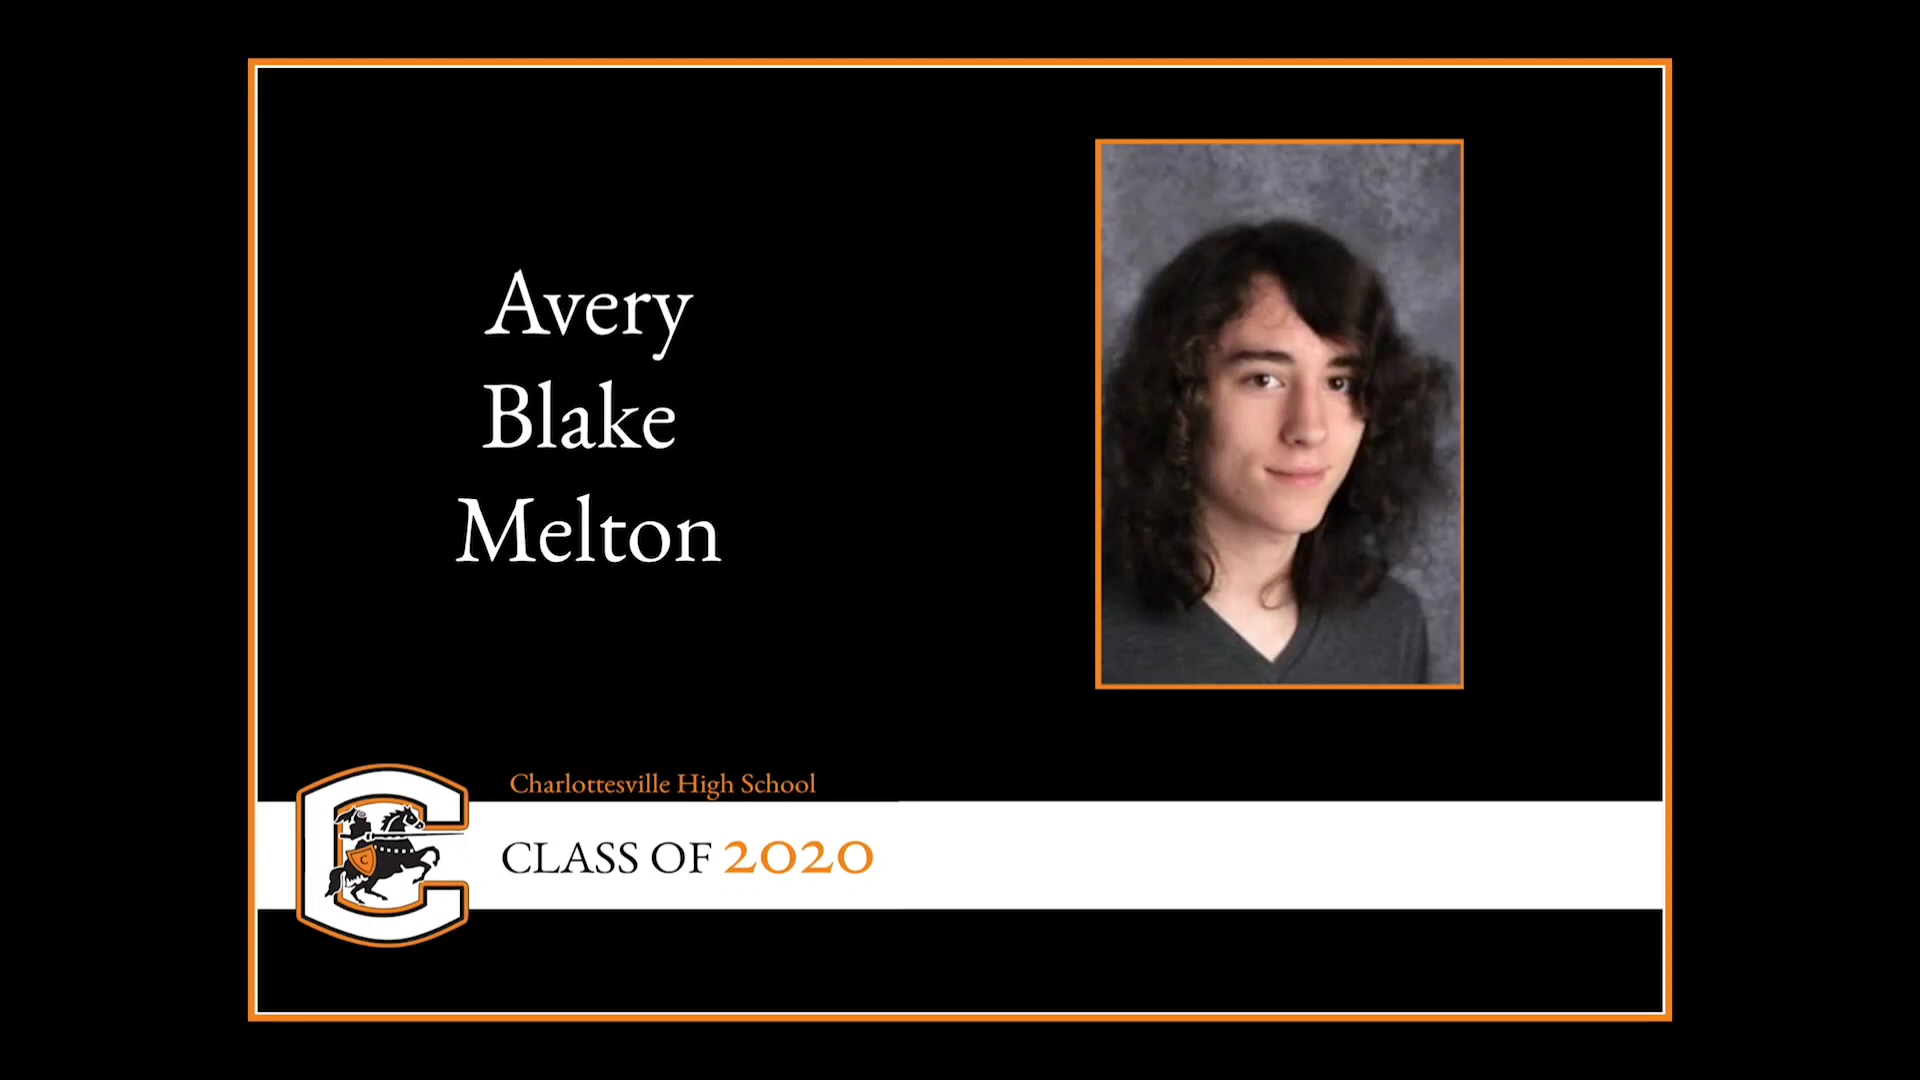 Avery
Blake
Melton
Charlottesville High School
CLASS OF 2020
C